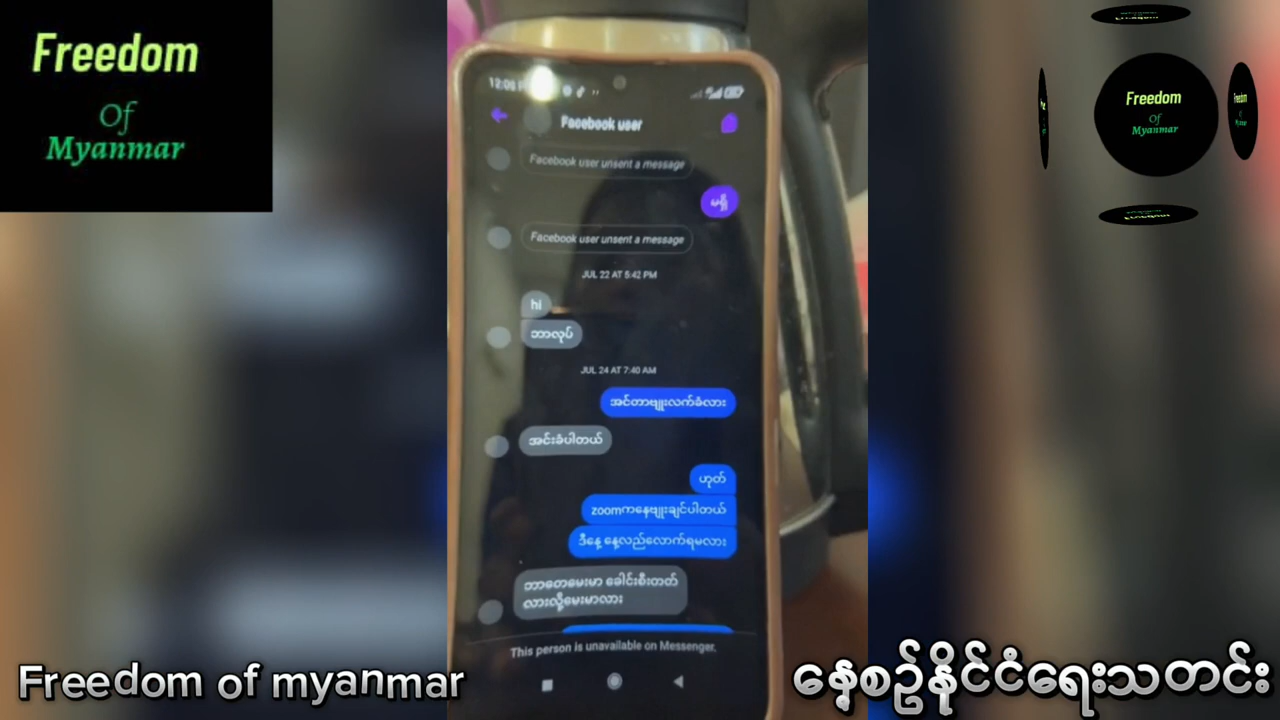 Freedom
Of
Myanmar
Freedom
Of
Myanmar
12:08
Facebook user
Facebook user unsent a message
မရှိ
Facebook user unsent a message
JUL 22 AT 5:42 PM
hi
ဘာလုပ်
JUL 24 AT 7:40 AM
အင်တာဗျူးလက်ခံလား
အင်းခံပါတယ်
ဟုတ်
zoomကနေဗျူးချင်ပါတယ်
ဒီနေ့ နေ့လည်လောက်ရမလား
ဘာတေမေးမာ ခေါင်းစီးတတ်
လားလို့မေးမာလား
This person is unavailable on Messenger.
Freedom of myanmar
နေ့စဥ်နိုင်ငံရေးသတင်း